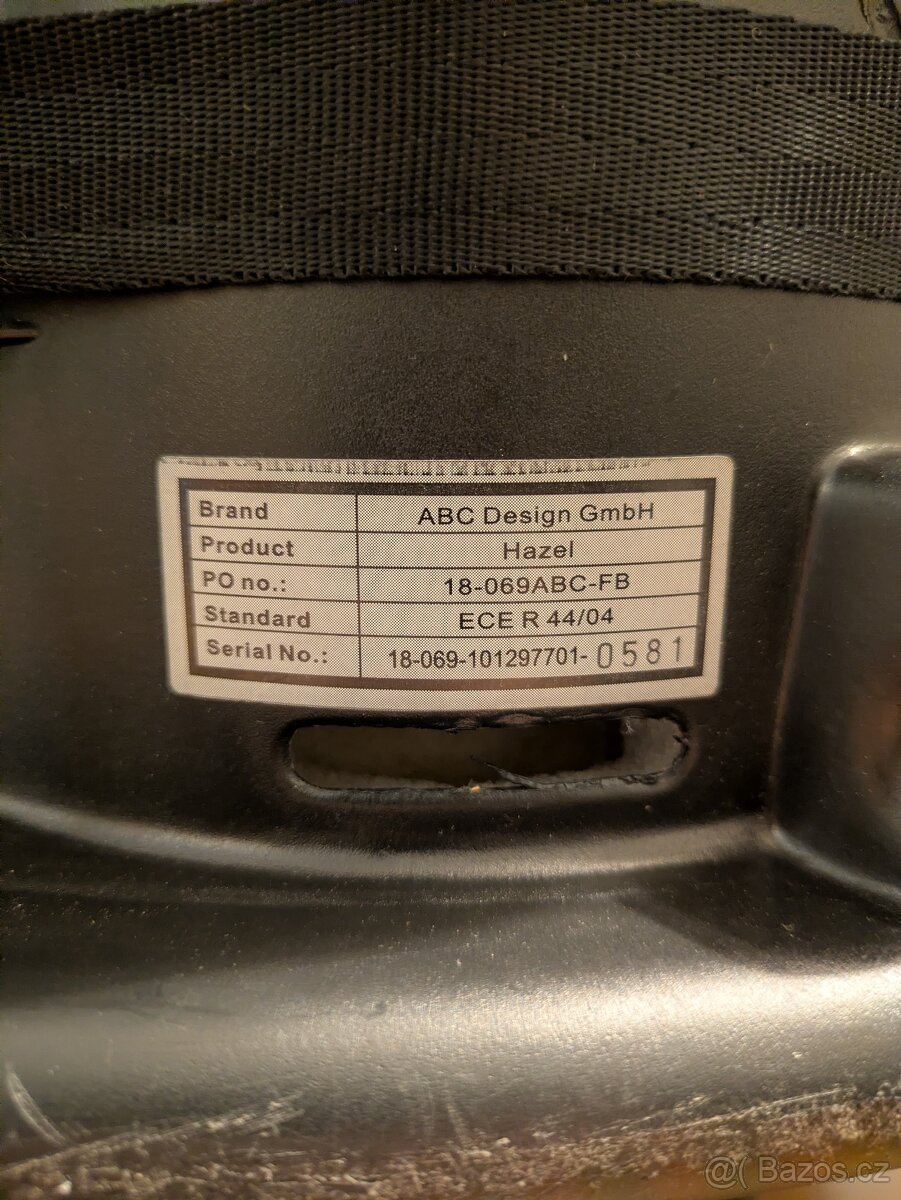 Brand ABC Design GmbH
Product Hazel
PO no.: 18-069ABC-FB
Standard ECE R 44/04
Serial No.: 18-069-101297701-0581
@( Bazos.cz